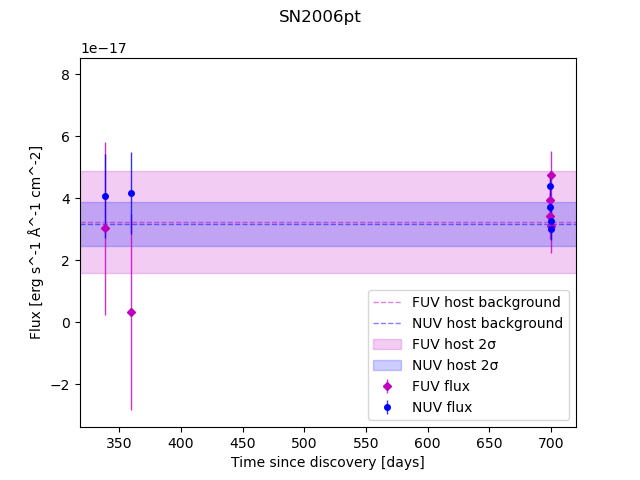 SN2006pt
1e−17
8
6
4
2
0
−2
Flux [erg s^-1 Å^-1 cm^-2]
FUV host background
NUV host background
FUV host 2σ
NUV host 2σ
FUV flux
NUV flux
350 400 450 500 550 600 650 700
Time since discovery [days]